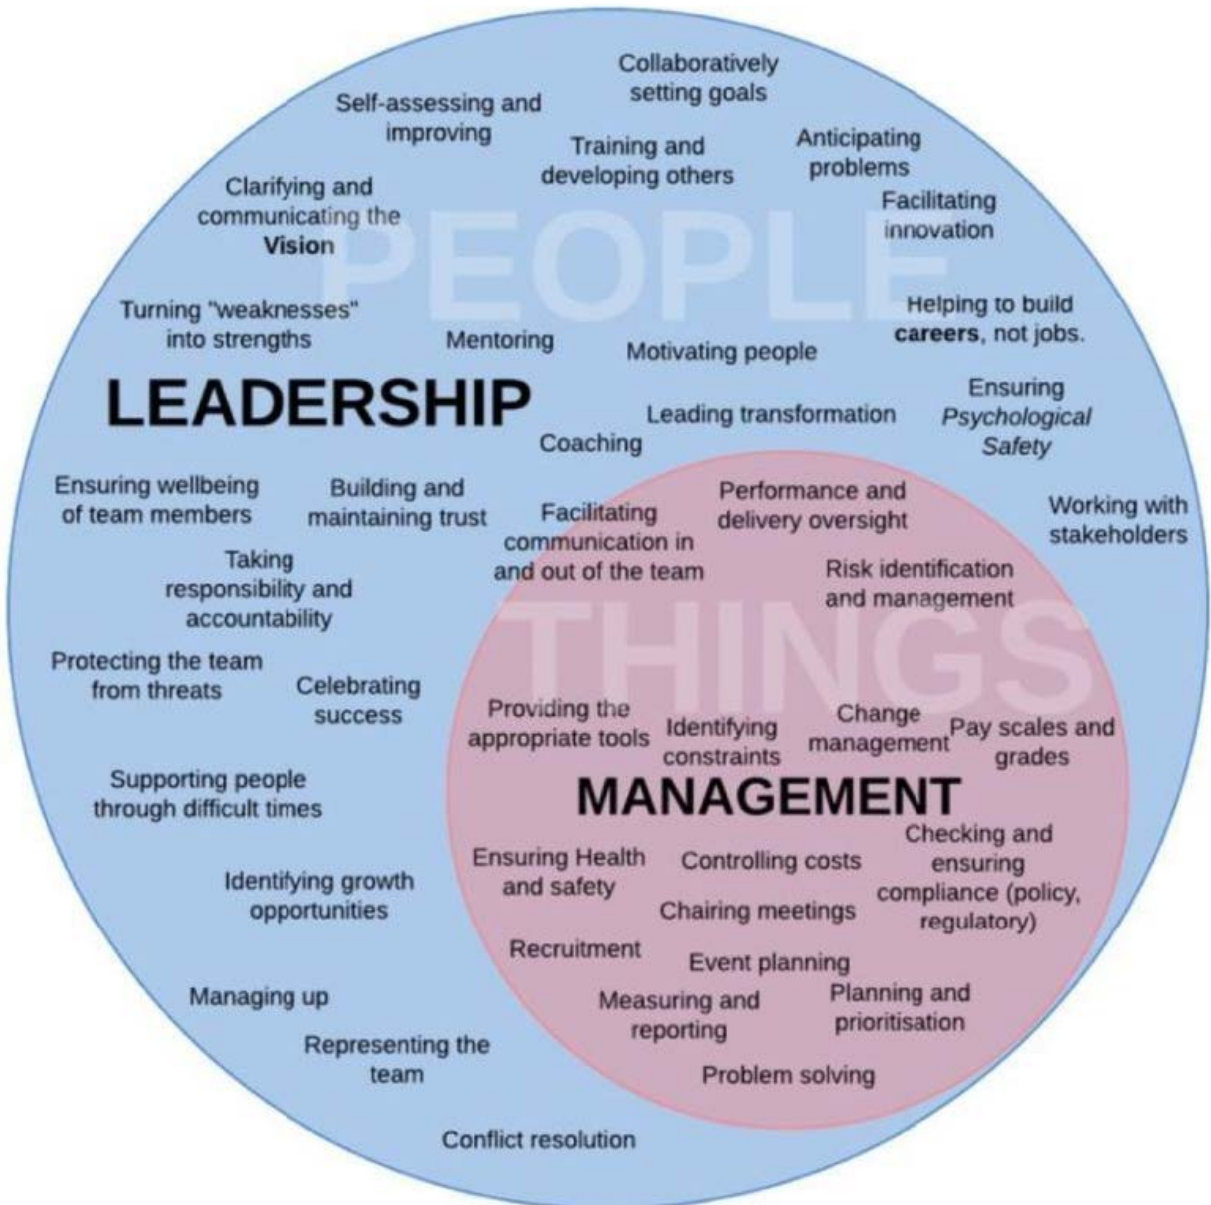 Collaboratively
setting goals
Self-assessing and
improving
Training and
developing others
Anticipating
problems
Clarifying and
communicating the
Vision
Facilitating
innovation
PEOPLE
Turning "weaknesses"
into strengths
Mentoring
Motivating people
Helping to build
careers, not jobs.
LEADERSHIP
Leading transformation
Ensuring
Psychological
Safety
Coaching
Ensuring wellbeing
of team members
Building and
maintaining trust
Facilitating
communication in
and out of the team
Performance and
delivery oversight
Working with
stakeholders
Taking
responsibility and
accountability
Risk identification
and management
THINGS
Protecting the team
from threats
Celebrating
success
Providing the
appropriate tools
Identifying
constraints
Change
management
Pay scales and
grades
Supporting people
through difficult times
MANAGEMENT
Ensuring Health
and safety
Controlling costs
Checking and
ensuring
compliance (policy,
regulatory)
Identifying growth
opportunities
Chairing meetings
Recruitment
Event planning
Managing up
Measuring and
reporting
Planning and
prioritisation
Representing the
team
Problem solving
Conflict resolution